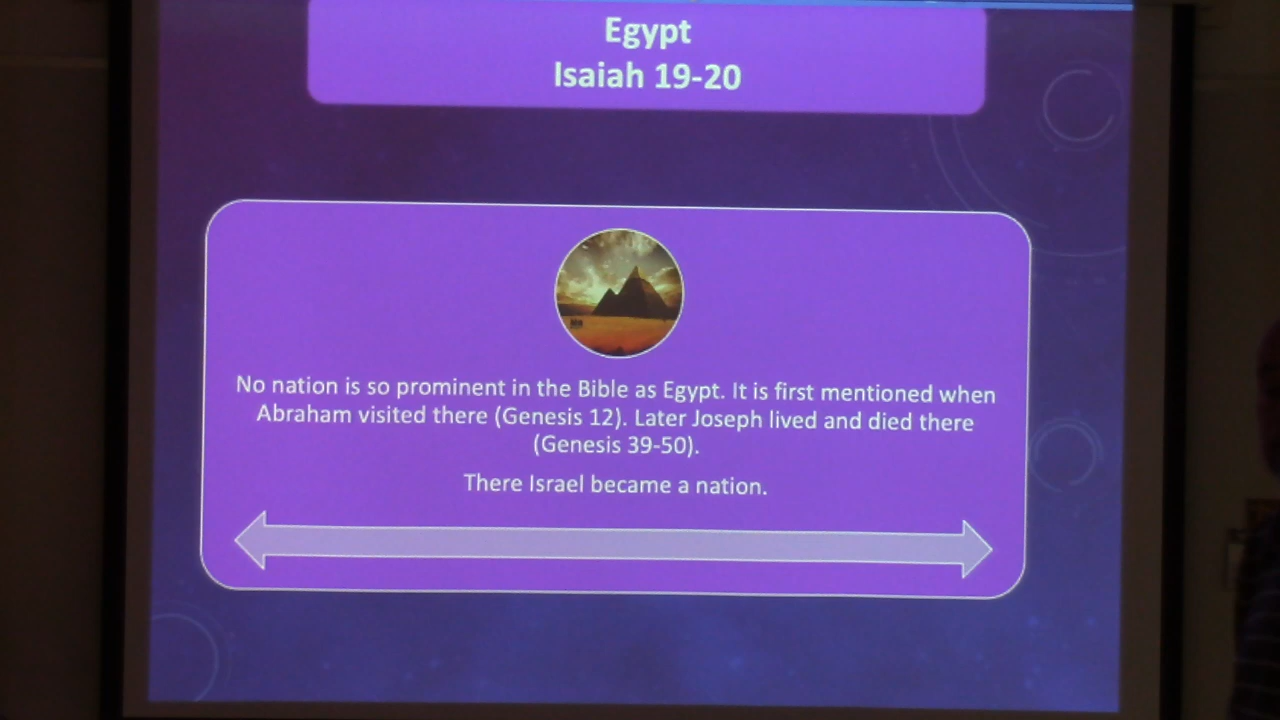 Egypt
Isaiah 19-20
No nation is so prominent in the Bible as Egypt. It is first mentioned when
Abraham visited there (Genesis 12). Later Joseph lived and died there
(Genesis 39-50).
There Israel became a nation.